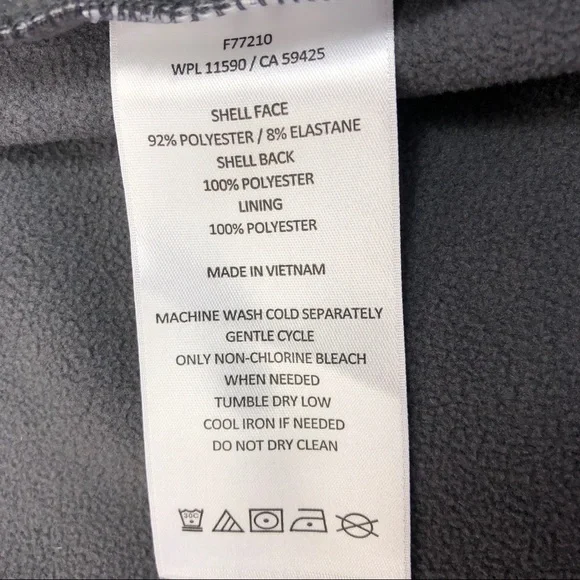 F77210
WPL 11590 / CA 59425
SHELL FACE
92% POLYESTER / 8% ELASTANE
SHELL BACK
100% POLYESTER
LINING
100% POLYESTER
MADE IN VIETNAM
MACHINE WASH COLD SEPARATELY
GENTLE CYCLE
ONLY NON-CHLORINE BLEACH
WHEN NEEDED
TUMBLE DRY LOW
COOL IRON IF NEEDED
DO NOT DRY CLEAN
30C